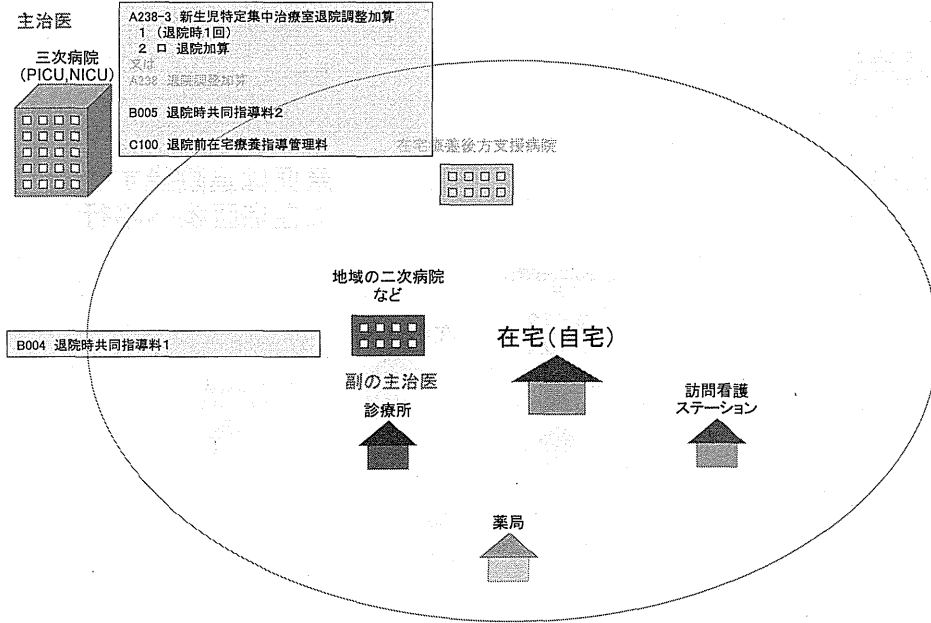 主治医
三次病院
(PICU,NICU)
A238-3 新生児特定集中治療室退院調整加算
1 (退院時1回)
2 ロ 退院加算
又は
A238 退院調整加算
B005 退院時共同指導料2
C100 退院前在宅療養指導管理料
在宅療養後方支援病院
地域の二次病院
など
B004 退院時共同指導料1
在宅(自宅)
副の主治医
診療所
訪問看護
ステーション
薬局